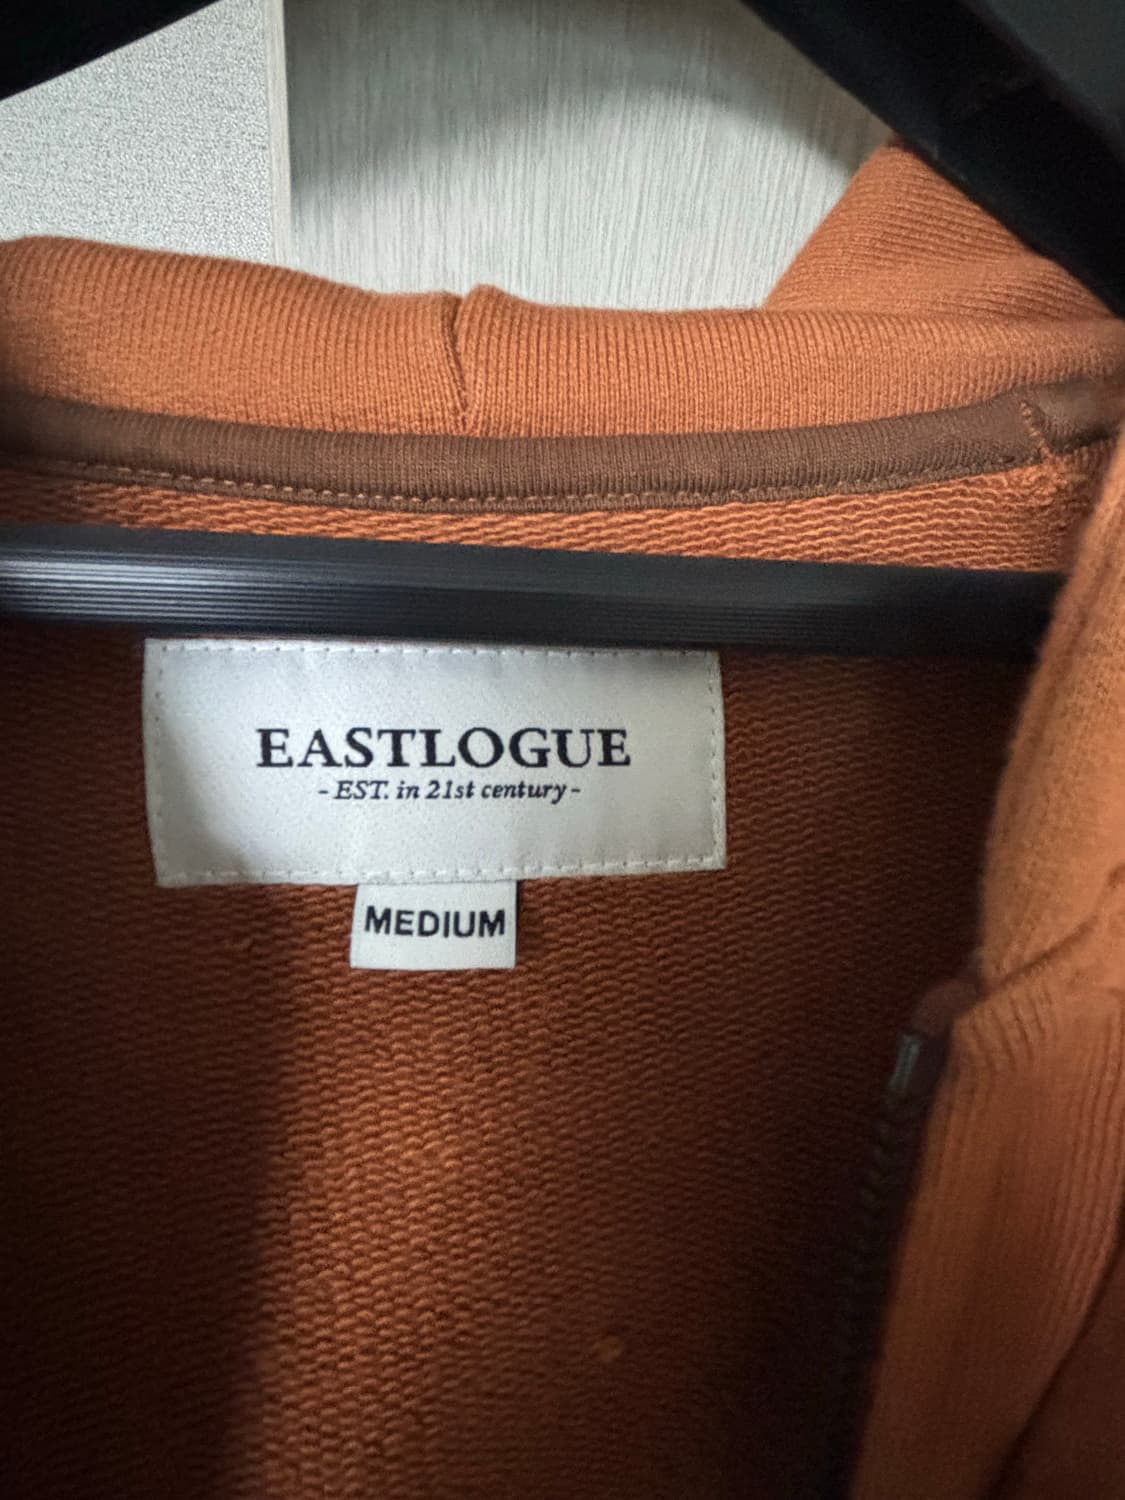 EASTLOGUE
- EST. in 21st century -
MEDIUM